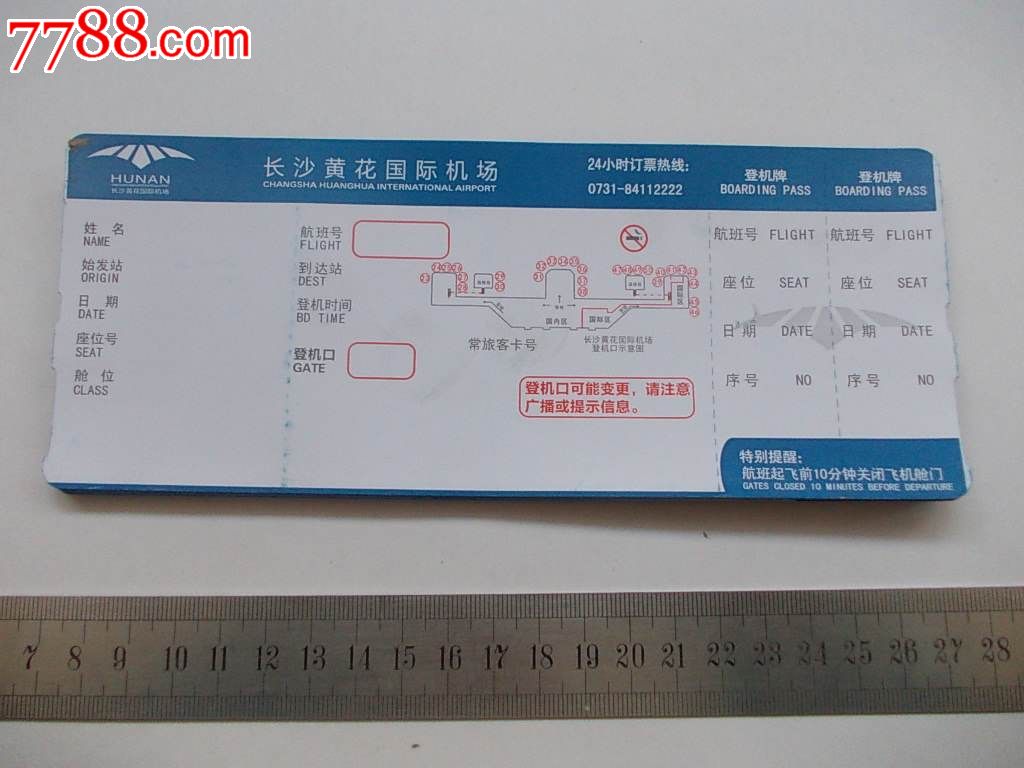 7788.com
HUNAN
长沙黄花国际机场
长沙黄花国际机场
CHANGSHA HUANGHUA INTERNATIONAL AIRPORT
24小时订票热线:
0731-84112222
登机牌
BOARDING PASS
登机牌
BOARDING PASS
姓 名
NAME
始发站
ORIGIN
日 期
DATE
座位号
SEAT
舱 位
CLASS
航班号
FLIGHT
到达站
DEST
登机时间
BD TIME
登机口
GATE
国内区
国际区
国际区
常旅客卡号
长沙黄花国际机场
登机口示意图
登机口可能变更,请注意
广播或提示信息。
航班号 FLIGHT
座 位 SEAT
日 期 DATE
序 号 NO
航班号 FLIGHT
座 位 SEAT
日 期 DATE
序 号 NO
特别提醒:
航班起飞前10分钟关闭飞机舱门
GATES CLOSED 10 MINUTES BEFORE DEPARTURE
7 8 9 10 11 12 13 14 15 16 17 18 19 20 21 22 23 24 25 26 27 28